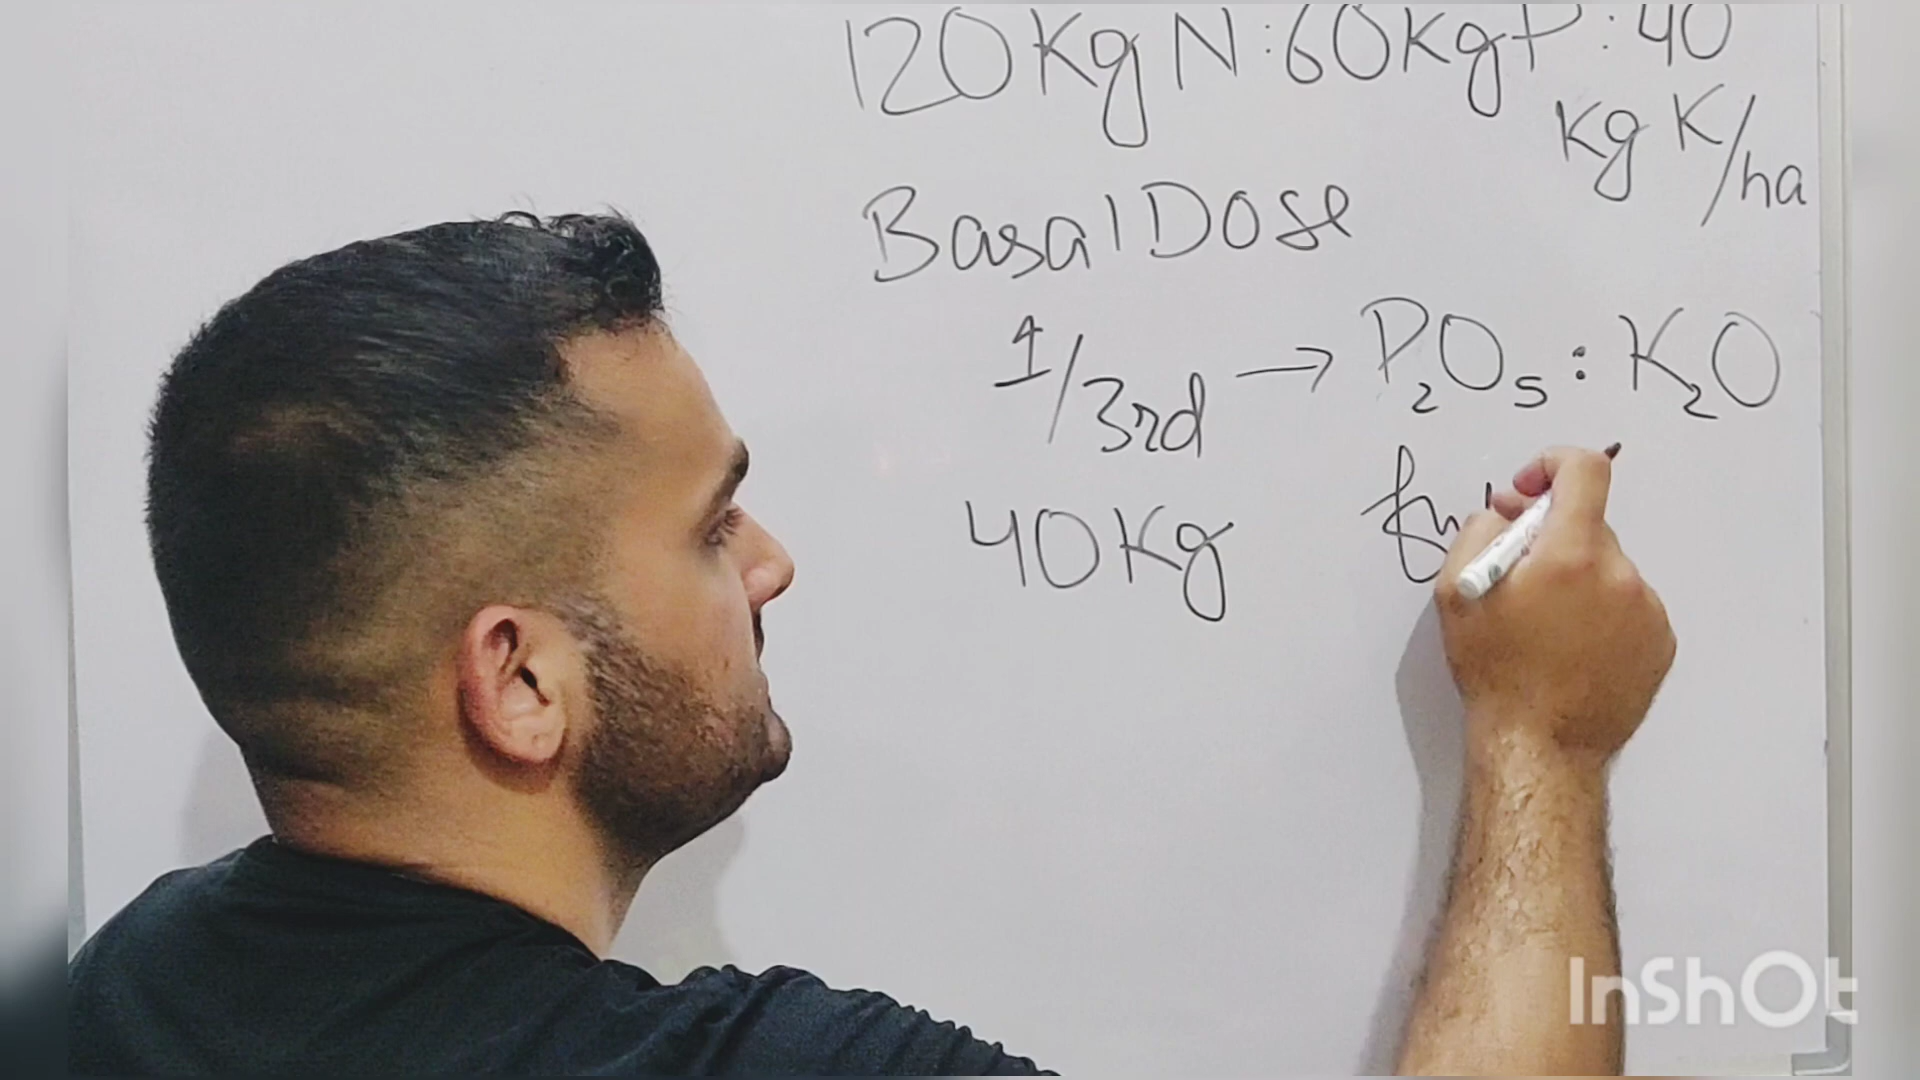 120 Kg N : 60 Kg P : 40
Kg K/ha
Basal Dose
1/3rd → P₂O₅ : K₂O
40 Kg
InShOt